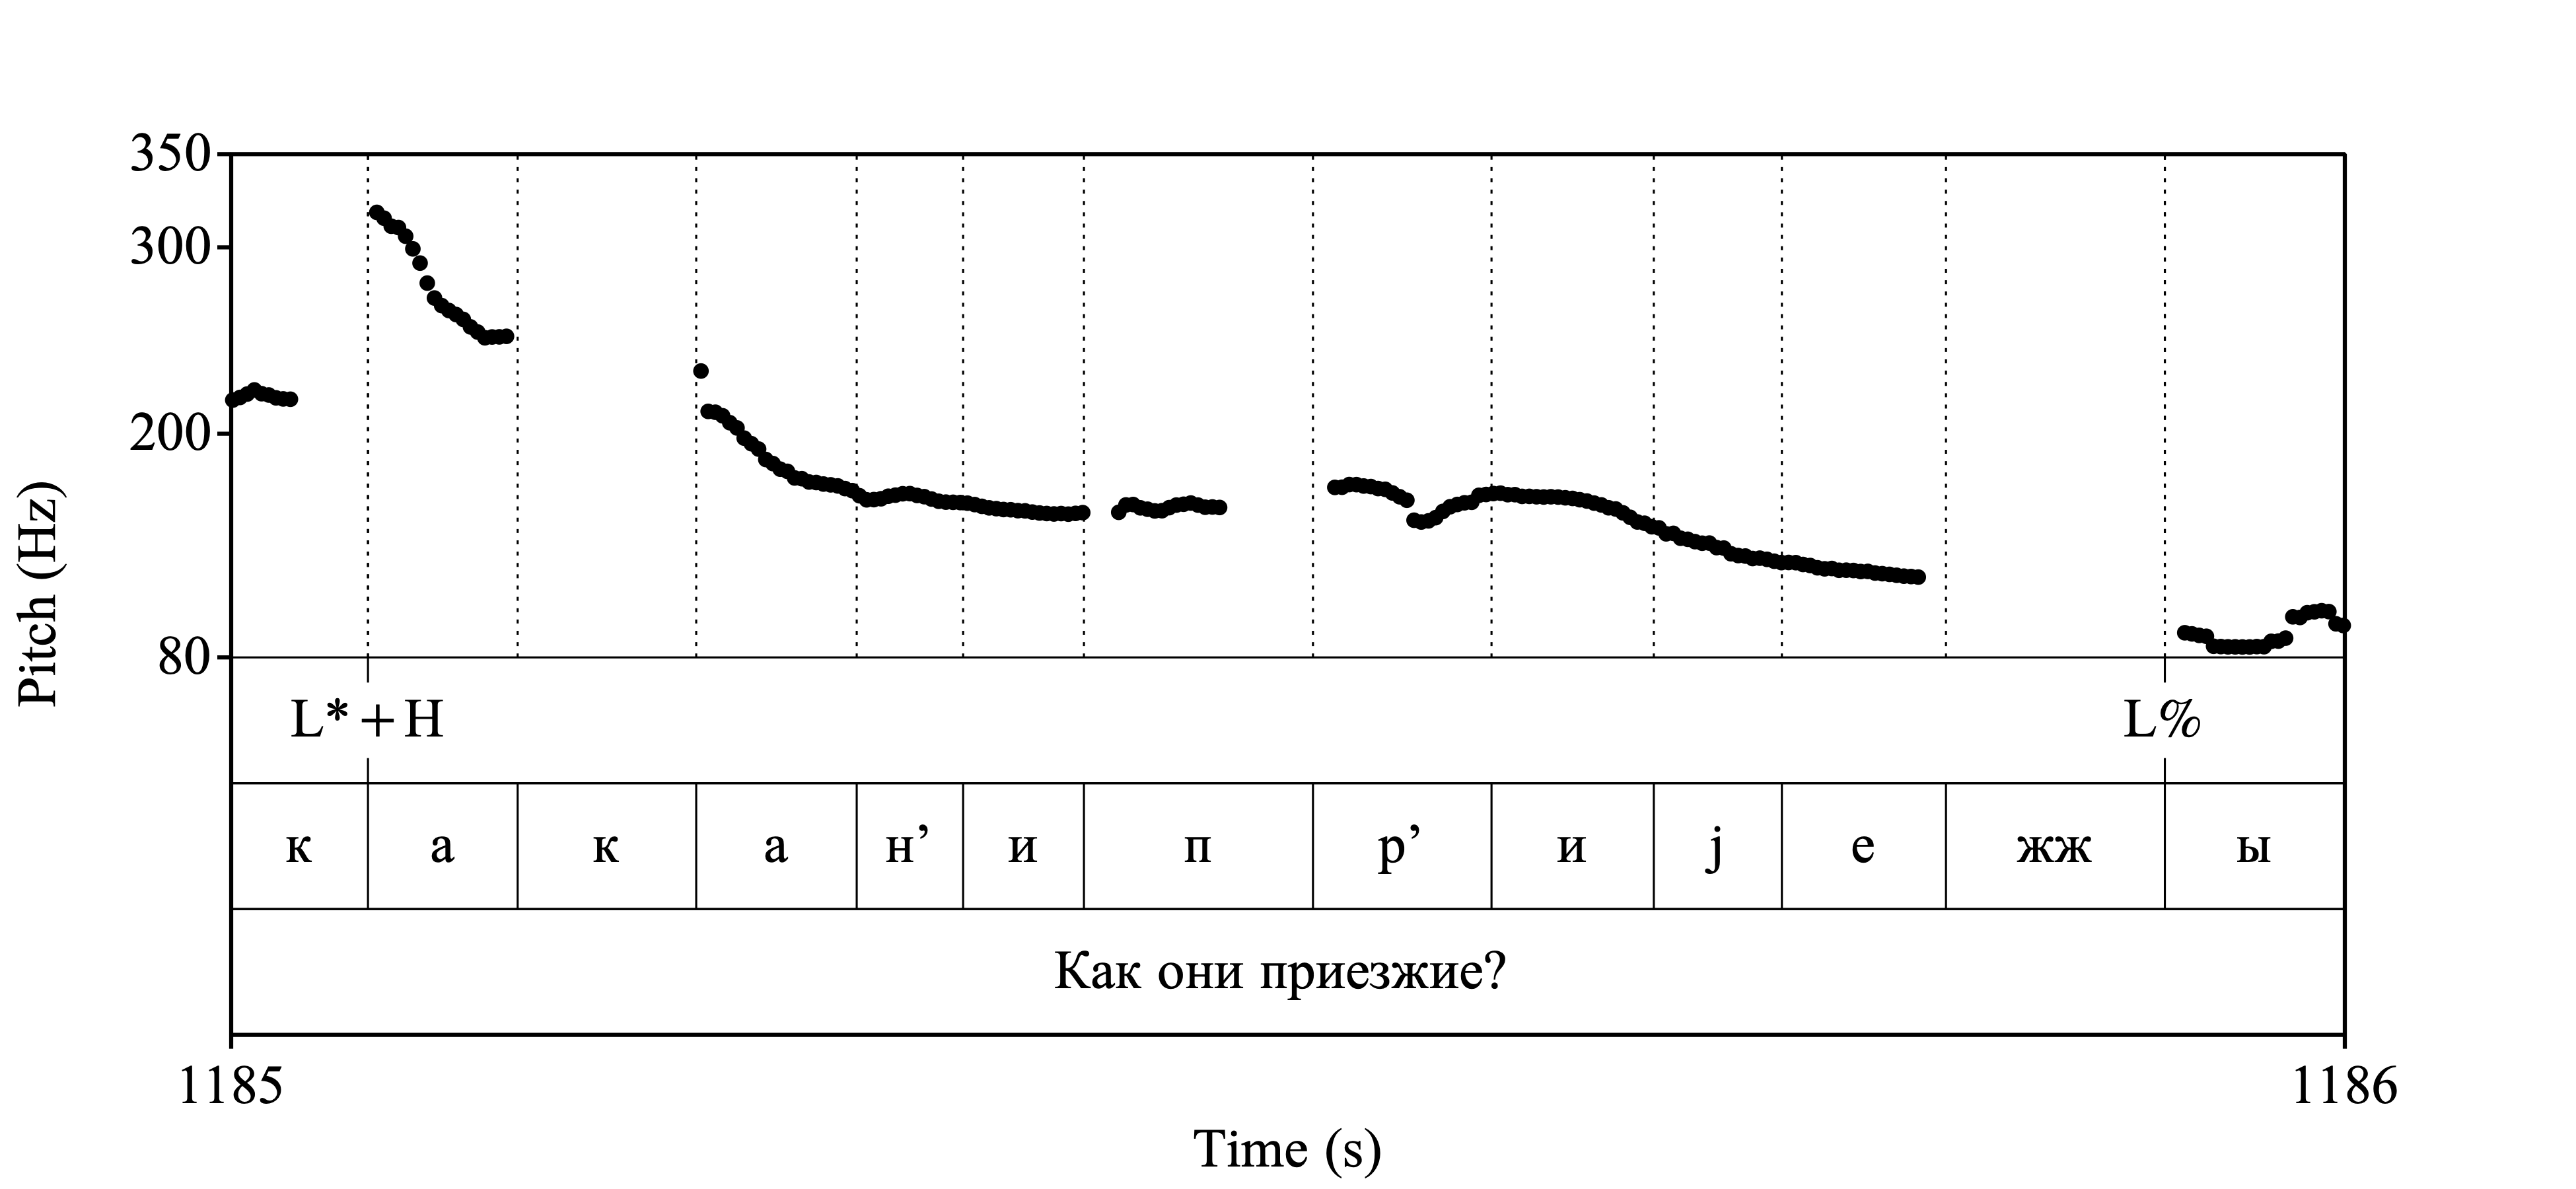 350
300
200
80
Pitch (Hz)
L* + H L%
к а к а н’ и п р’ и j е жж ы
Как они приезжие?
1185 1186
Time (s)